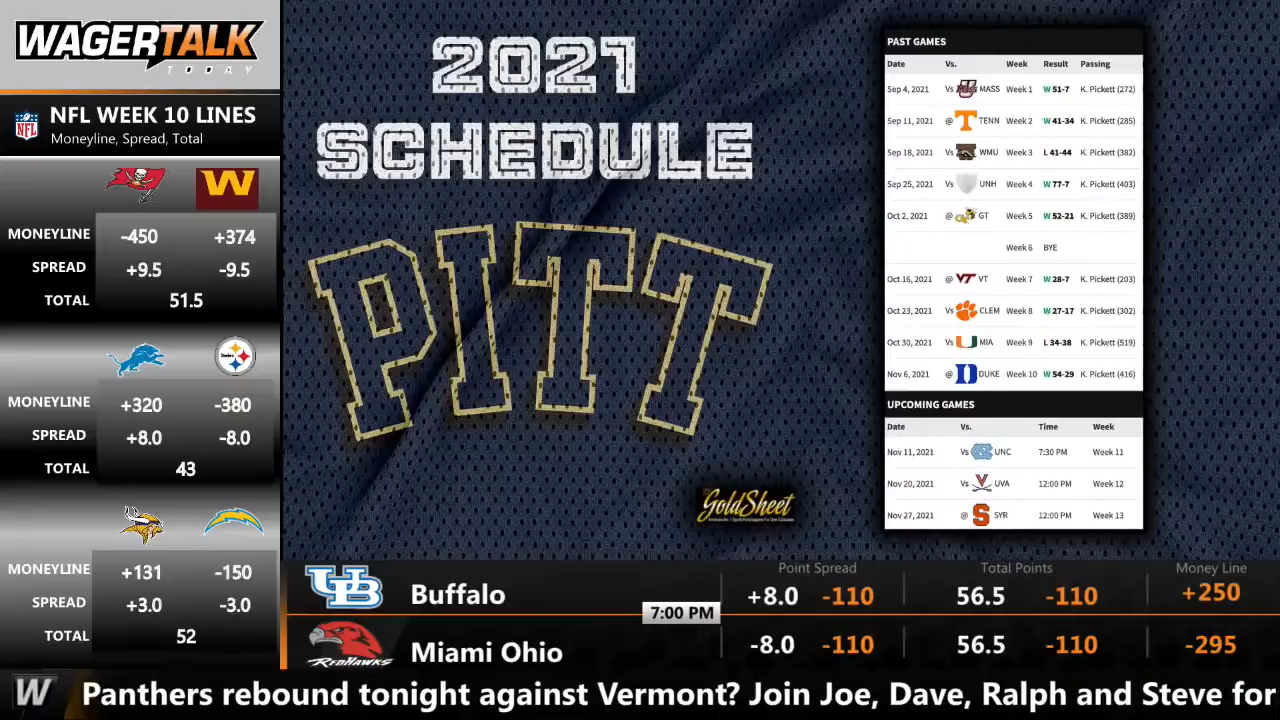 WAGERTALK
TODAY
NFL WEEK 10 LINES
Moneyline, Spread, Total
W
MONEYLINE -450 +374
SPREAD +9.5 -9.5
TOTAL 51.5
Steelers
MONEYLINE +320 -380
SPREAD +8.0 -8.0
TOTAL 43
MONEYLINE +131 -150
SPREAD +3.0 -3.0
TOTAL 52
2021
SCHEDULE
PITT
GoldSheet
PAST GAMES
Date Vs. Week Result Passing
Sep 4, 2021 Vs MASS Week 1 W 51-7 K. Pickett (272)
Sep 11, 2021 @ T TENN Week 2 W 41-34 K. Pickett (285)
Sep 18, 2021 Vs WMU Week 3 L 41-44 K. Pickett (382)
Sep 25, 2021 Vs UNH Week 4 W 77-7 K. Pickett (403)
Oct 2, 2021 @ GT Week 5 W 52-21 K. Pickett (389)
Week 6 BYE
Oct 16, 2021 @ VT VT Week 7 W 28-7 K. Pickett (203)
Oct 23, 2021 Vs CLEM Week 8 W 27-17 K. Pickett (302)
Oct 30, 2021 Vs MIA Week 9 L 34-38 K. Pickett (519)
Nov 6, 2021 @ D DUKE Week 10 W 54-29 K. Pickett (416)
UPCOMING GAMES
Date Vs. Time Week
Nov 11, 2021 Vs NC UNC 7:30 PM Week 11
Nov 20, 2021 Vs V UVA 12:00 PM Week 12
Nov 27, 2021 @ S SYR 12:00 PM Week 13
Point Spread Total Points Money Line
UB Buffalo +8.0 -110 56.5 -110 +250
7:00 PM
REDHAWKS Miami Ohio -8.0 -110 56.5 -110 -295
W Panthers rebound tonight against Vermont? Join Joe, Dave, Ralph and Steve for